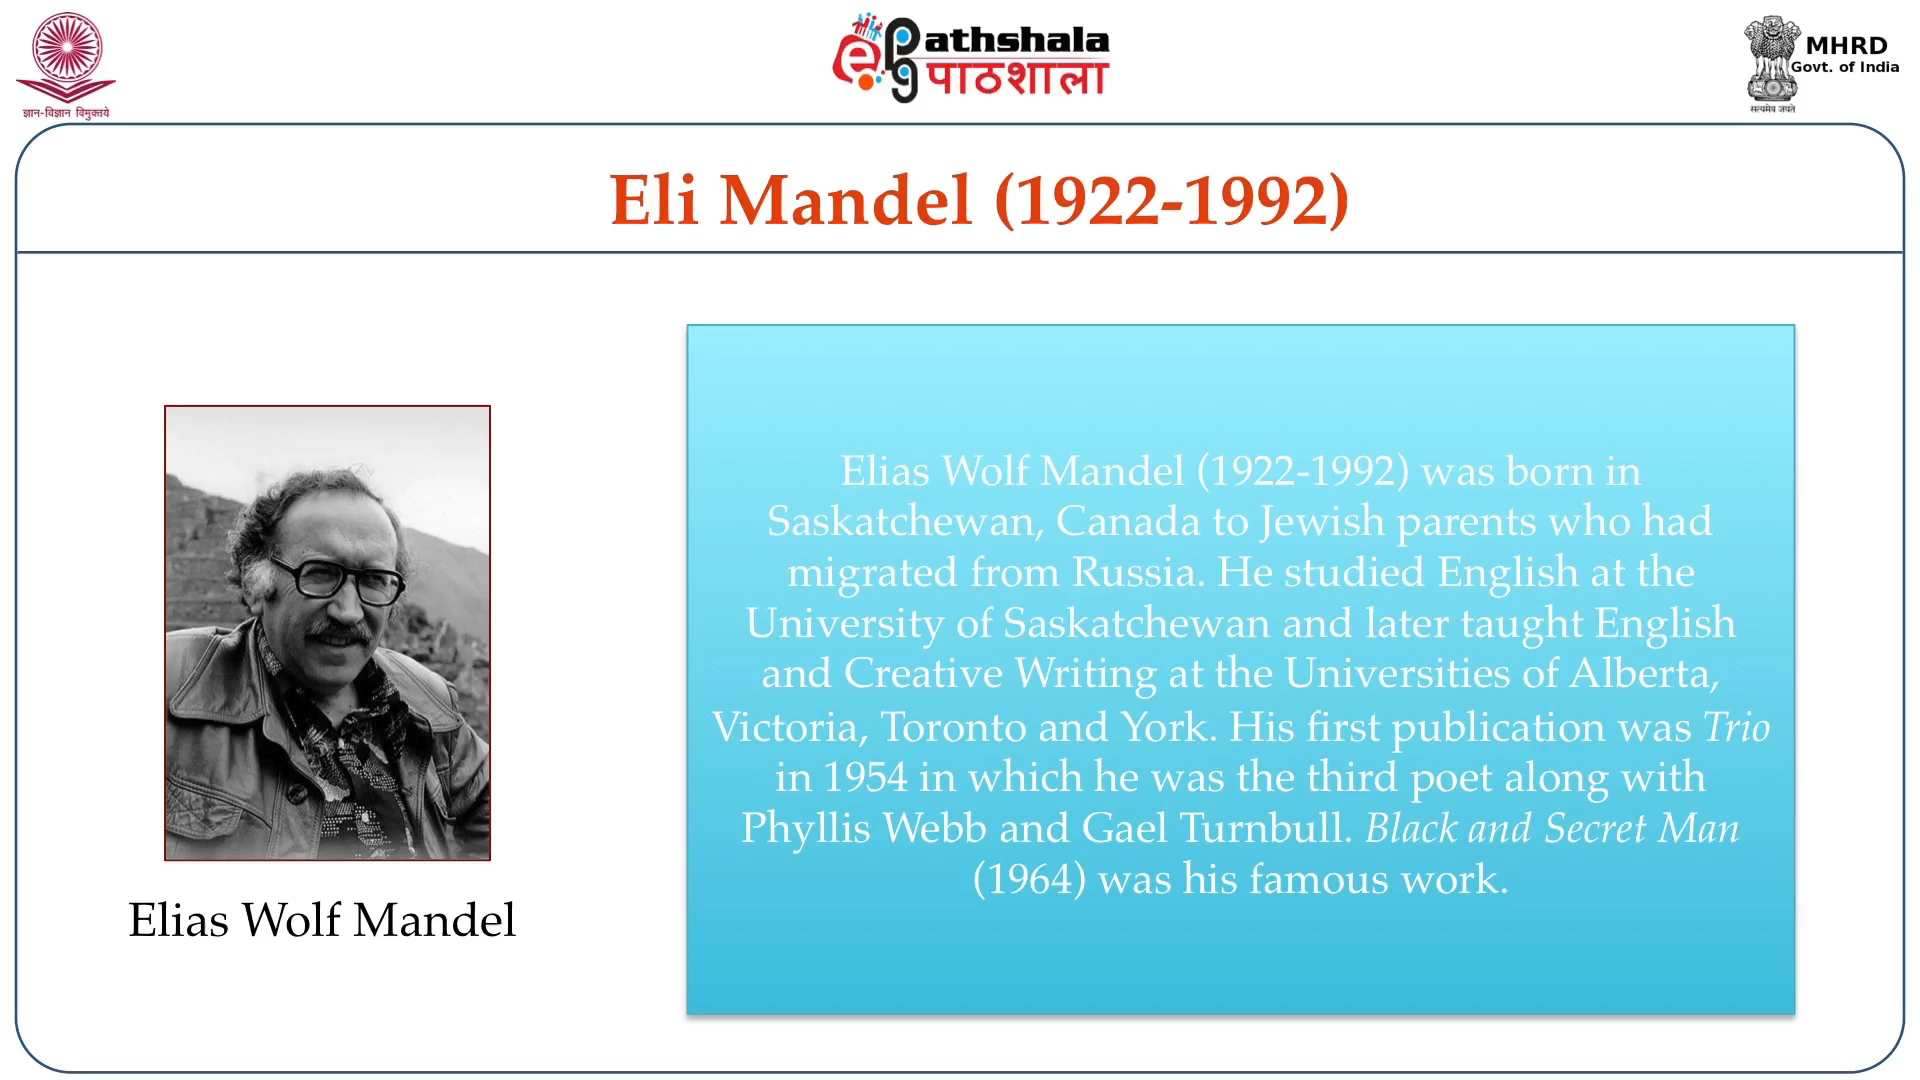 ज्ञान-विज्ञान विमुक्तये
ePathshala
पाठशाला
MHRD
Govt. of India
सत्यमेव जयते
Eli Mandel (1922-1992)
Elias Wolf Mandel (1922-1992) was born in
Saskatchewan, Canada to Jewish parents who had
migrated from Russia. He studied English at the
University of Saskatchewan and later taught English
and Creative Writing at the Universities of Alberta,
Victoria, Toronto and York. His first publication was Trio
in 1954 in which he was the third poet along with
Phyllis Webb and Gael Turnbull. Black and Secret Man
(1964) was his famous work.
Elias Wolf Mandel